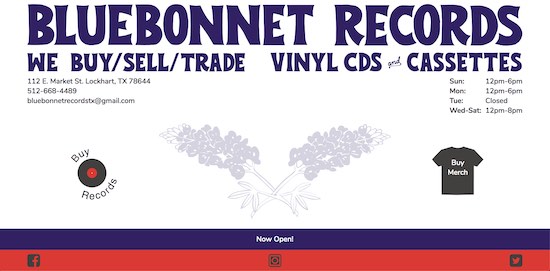 BLUEBONNET RECORDS
WE BUY/SELL/TRADE VINYL CDS and CASSETTES
112 E. Market St. Lockhart, TX 78644
512-668-4489
bluebonnetrecordstx@gmail.com
Sun: 12pm-6pm
Mon: 12pm-6pm
Tue: Closed
Wed-Sat: 12pm-8pm
Buy
Records
Buy
Merch
Now Open!